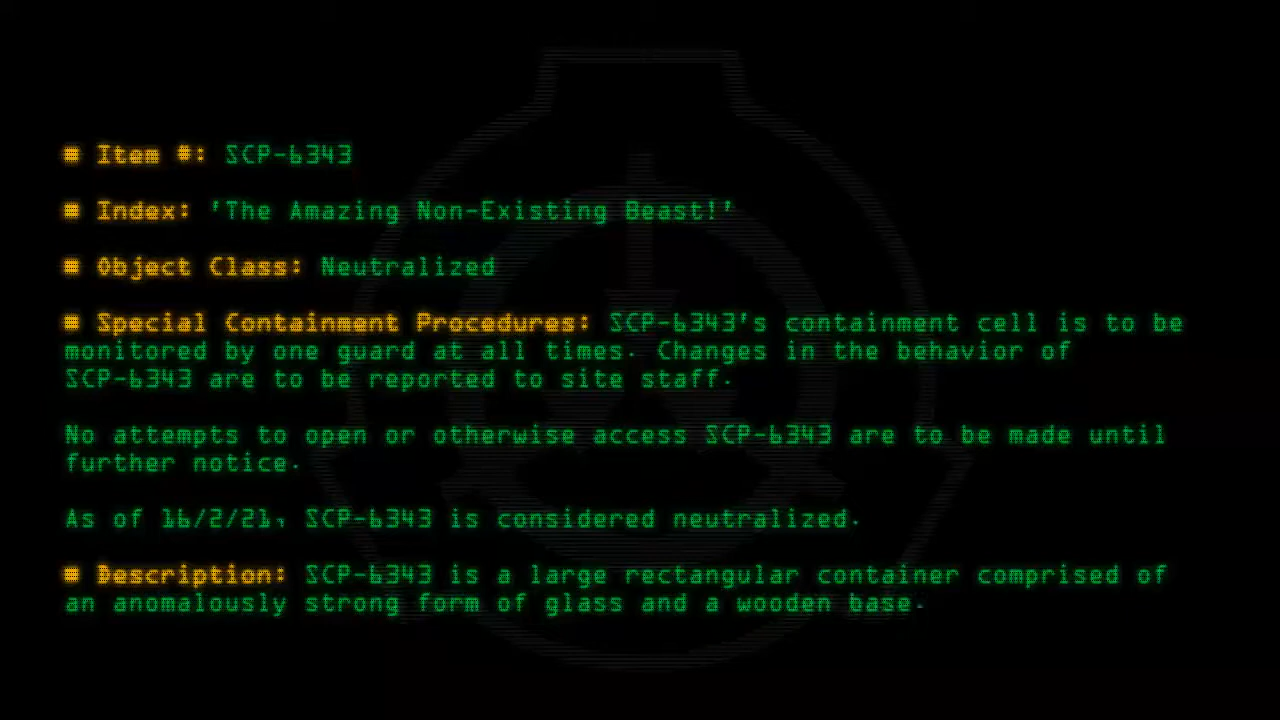 ■ Item #: SCP-6343
■ Index: 'The Amazing Non-Existing Beast!'
■ Object Class: Neutralized
■ Special Containment Procedures: SCP-6343's containment cell is to be
monitored by one guard at all times. Changes in the behavior of
SCP-6343 are to be reported to site staff.
No attempts to open or otherwise access SCP-6343 are to be made until
further notice.
As of 16/2/21, SCP-6343 is considered neutralized.
■ Description: SCP-6343 is a large rectangular container comprised of
an anomalously strong form of glass and a wooden base.